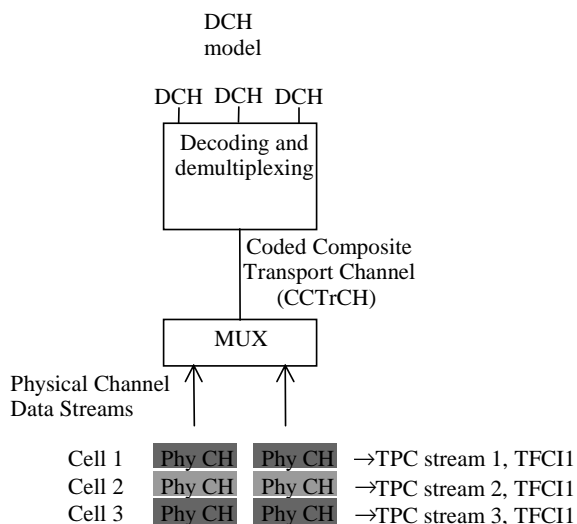 DCH
model
DCH DCH DCH
Decoding and
demultiplexing
Coded Composite
Transport Channel
(CCTrCH)
MUX
Physical Channel
Data Streams
Cell 1 Phy CH Phy CH →TPC stream 1, TFCI1
Cell 2 Phy CH Phy CH →TPC stream 2, TFCI1
Cell 3 Phy CH Phy CH →TPC stream 3, TFCI1